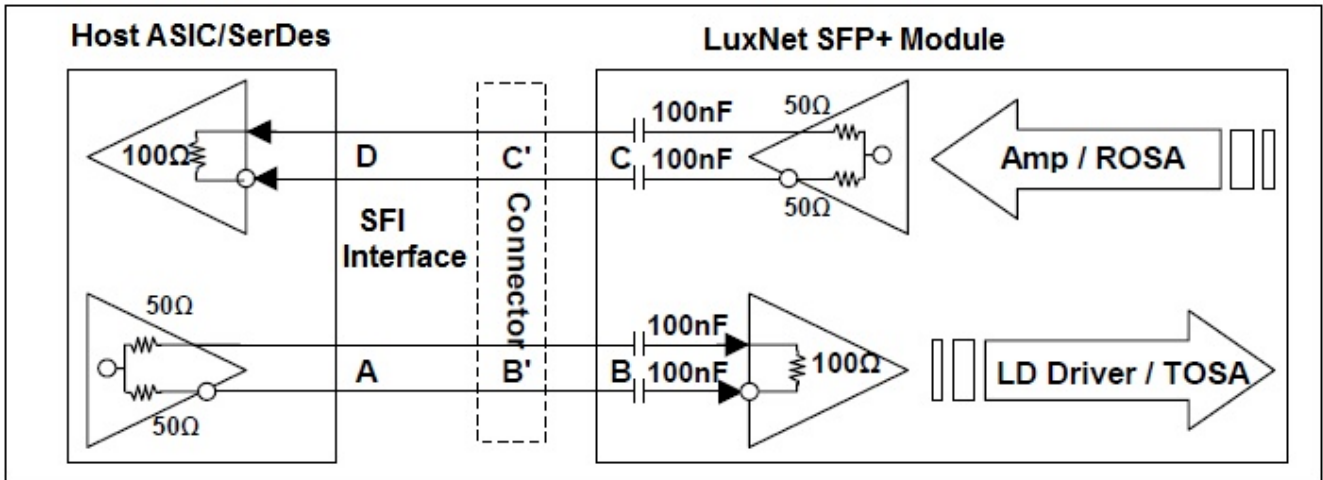 Host ASIC/SerDes
LuxNet SFP+ Module
100nF
50Ω
100Ω
D
C'
C
100nF
Amp / ROSA
50Ω
SFI
Interface
Connector
50Ω
100nF
A
B'
B
100nF
100Ω
LD Driver / TOSA
50Ω